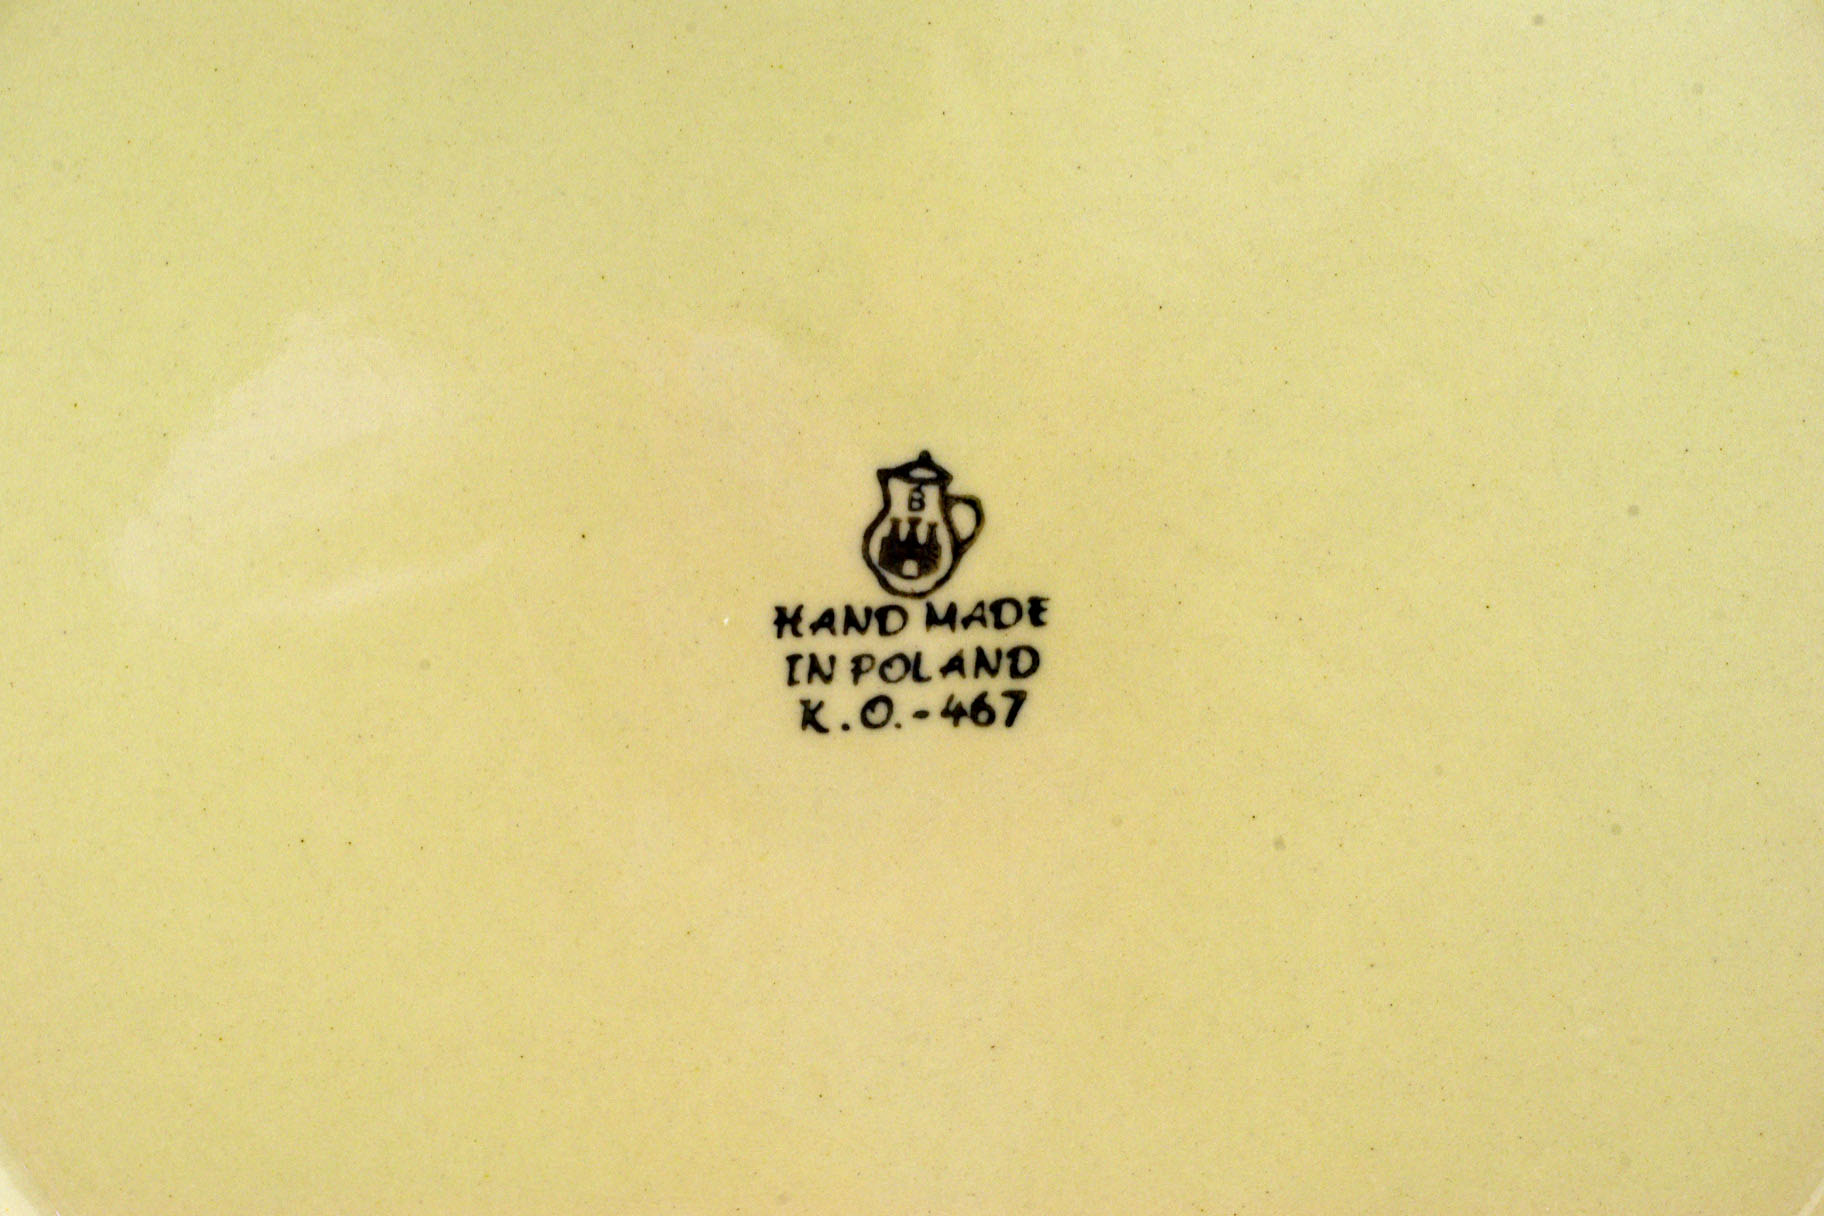 B
HAND MADE
IN POLAND
K.O.-467